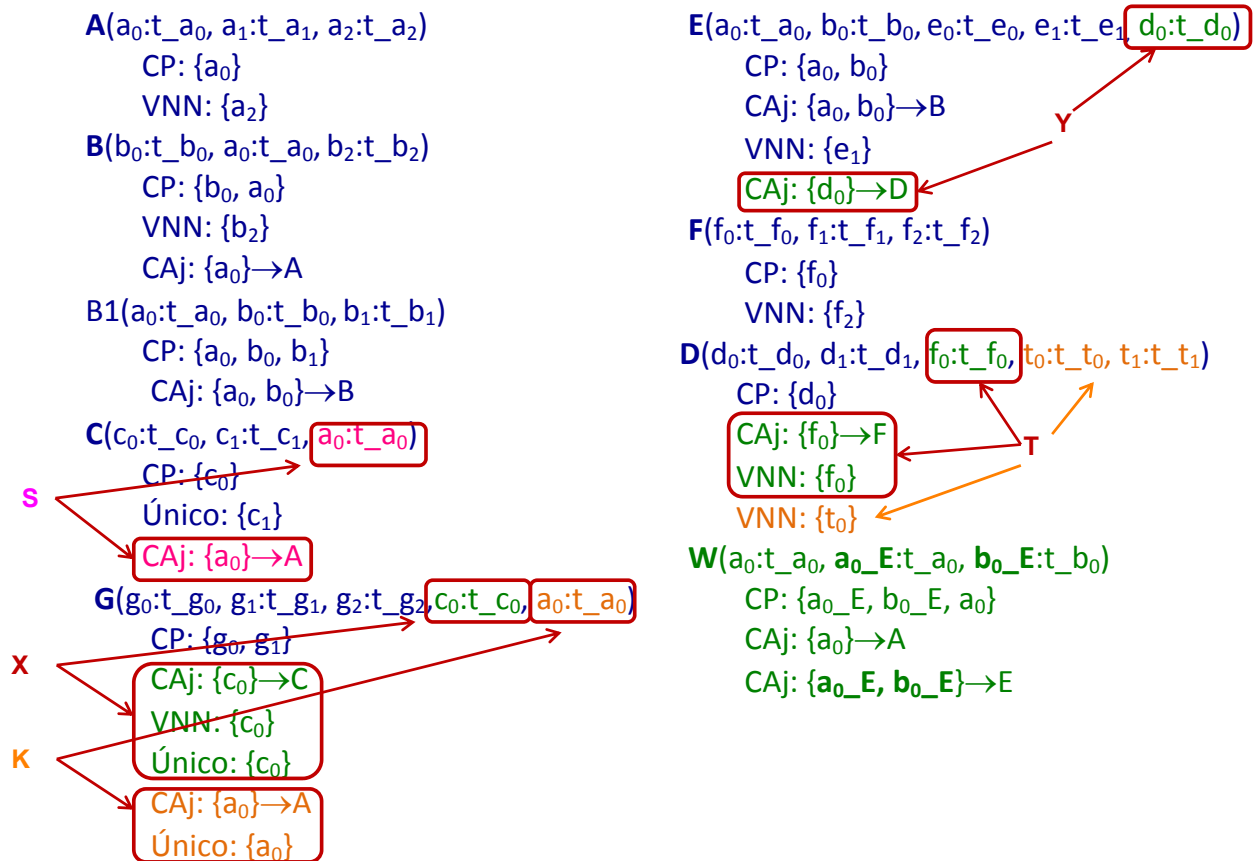 A(a₀:t_a₀, a₁:t_a₁, a₂:t_a₂)
CP: {a₀}
VNN: {a₂}
B(b₀:t_b₀, a₀:t_a₀, b₂:t_b₂)
CP: {b₀, a₀}
VNN: {b₂}
CAj: {a₀}→A
B1(a₀:t_a₀, b₀:t_b₀, b₁:t_b₁)
CP: {a₀, b₀, b₁}
CAj: {a₀, b₀}→B
C(c₀:t_c₀, c₁:t_c₁, a₀:t_a₀)
CP: {c₀}
S
Único: {c₁}
CAj: {a₀}→A
G(g₀:t_g₀, g₁:t_g₁, g₂:t_g₂,c₀:t_c₀, a₀:t_a₀)
CP: {g₀, g₁}
X
CAj: {c₀}→C
VNN: {c₀}
K
Único: {c₀}
CAj: {a₀}→A
Único: {a₀}
E(a₀:t_a₀, b₀:t_b₀, e₀:t_e₀, e₁:t_e₁, d₀:t_d₀)
CP: {a₀, b₀}
CAj: {a₀, b₀}→B
Y
VNN: {e₁}
CAj: {d₀}→D
F(f₀:t_f₀, f₁:t_f₁, f₂:t_f₂)
CP: {f₀}
VNN: {f₂}
D(d₀:t_d₀, d₁:t_d₁, f₀:t_f₀, t₀:t_t₀, t₁:t_t₁)
CP: {d₀}
CAj: {f₀}→F
T
VNN: {f₀}
VNN: {t₀}
W(a₀:t_a₀, a₀_E:t_a₀, b₀_E:t_b₀)
CP: {a₀_E, b₀_E, a₀}
CAj: {a₀}→A
CAj: {a₀_E, b₀_E}→E